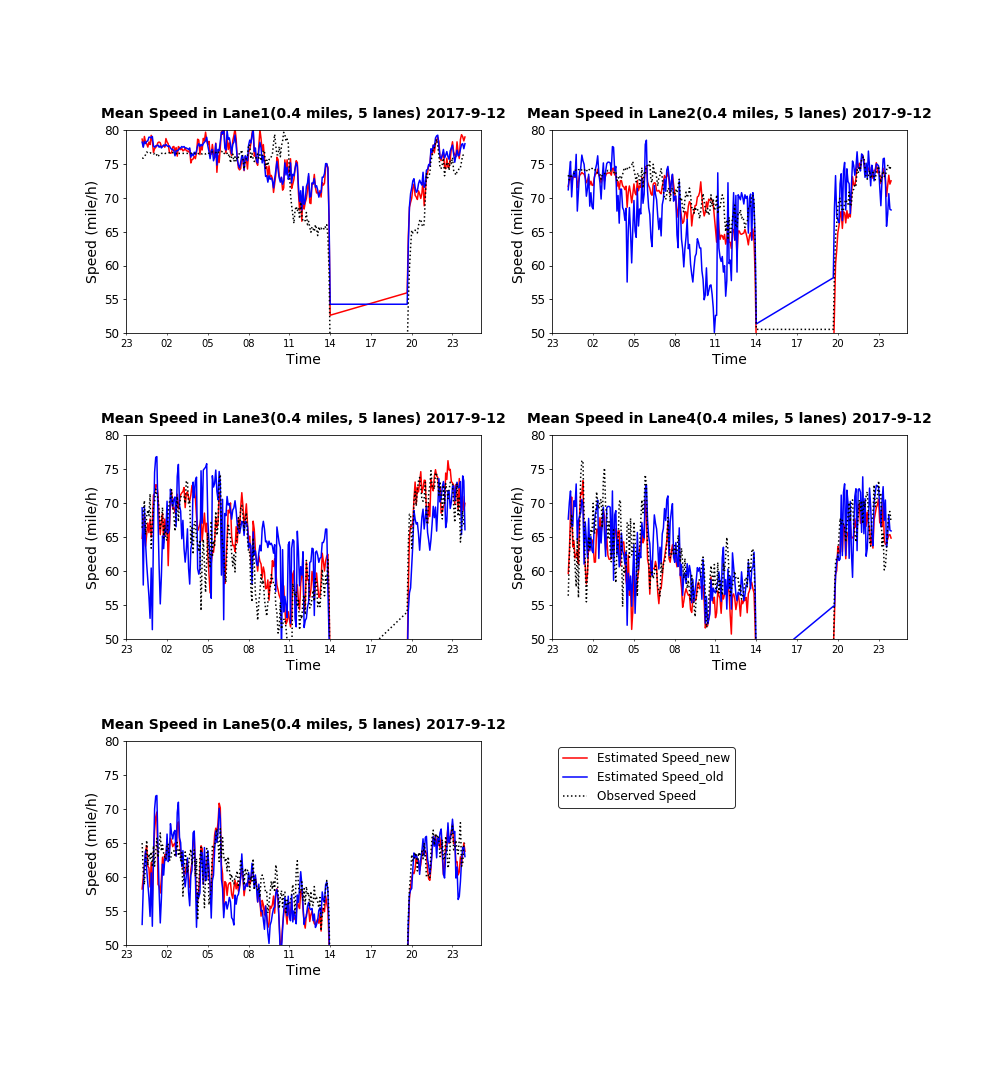 Mean Speed in Lane1(0.4 miles, 5 lanes) 2017-9-12
80
75
70
65
60
55
50
Speed (mile/h)
23 02 05 08 11 14 17 20 23
Time
Mean Speed in Lane2(0.4 miles, 5 lanes) 2017-9-12
80
75
70
65
60
55
50
Speed (mile/h)
23 02 05 08 11 14 17 20 23
Time
Mean Speed in Lane3(0.4 miles, 5 lanes) 2017-9-12
80
75
70
65
60
55
50
Speed (mile/h)
23 02 05 08 11 14 17 20 23
Time
Mean Speed in Lane4(0.4 miles, 5 lanes) 2017-9-12
80
75
70
65
60
55
50
Speed (mile/h)
23 02 05 08 11 14 17 20 23
Time
Mean Speed in Lane5(0.4 miles, 5 lanes) 2017-9-12
80
75
70
65
60
55
50
Speed (mile/h)
23 02 05 08 11 14 17 20 23
Time
Estimated Speed_new
Estimated Speed_old
Observed Speed